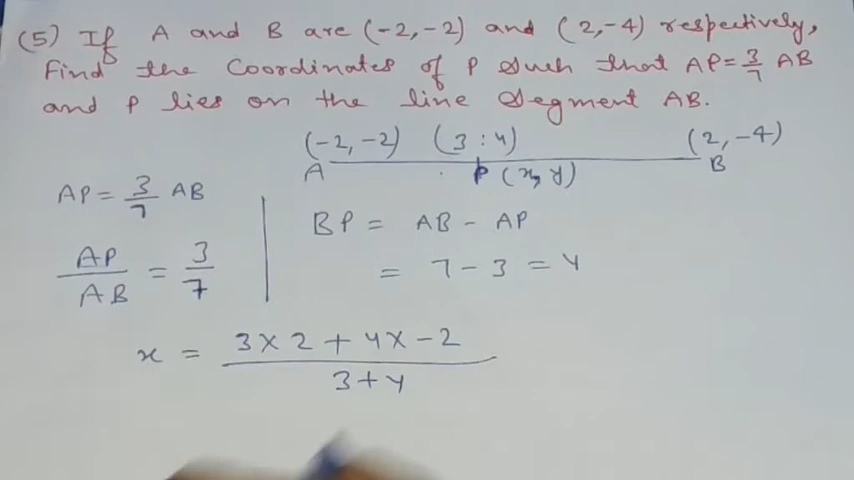 (5) If A and B are (-2,-2) and (2,-4) respectively,
Find the Coordinates of P Such that AP = 3/7 AB
and P lies on the line Segment AB.
(-2,-2) (3:4) (2,-4)
A P(x,y) B
AP = 3/7 AB
AP/AB = 3/7
BP = AB - AP
= 7-3 = 4
x = 3×2+4×-2 / 3+4